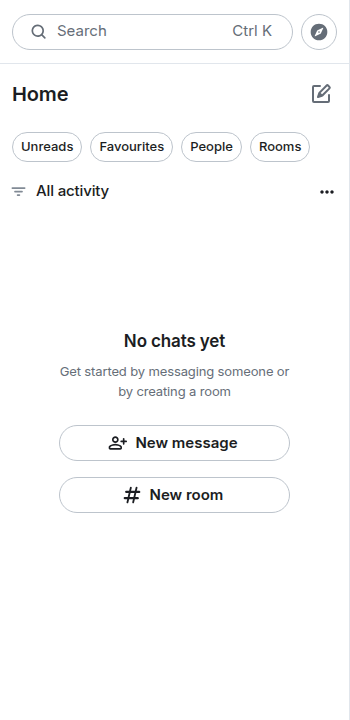 Search Ctrl K
Home
Unreads Favourites People Rooms
All activity
No chats yet
Get started by messaging someone or
by creating a room
New message
New room